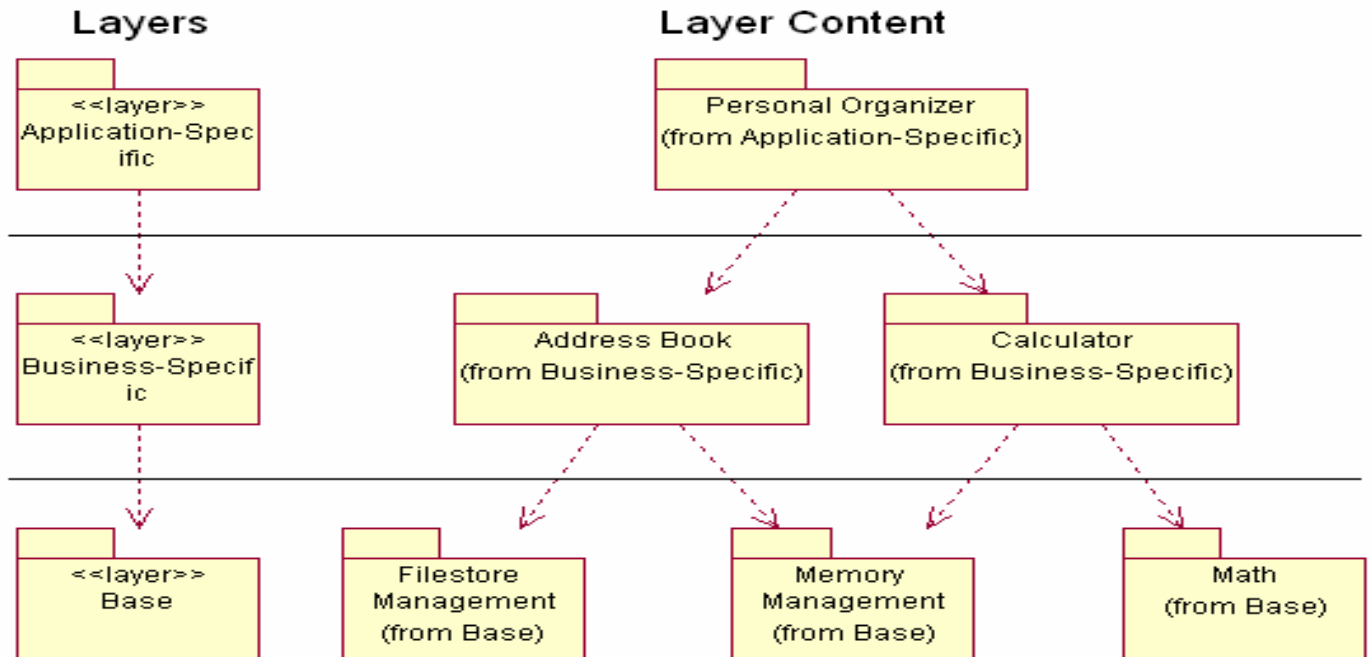 Layers
Layer Content
<<layer>>
Application-Spec
ific
Personal Organizer
(from Application-Specific)
<<layer>>
Business-Specif
ic
Address Book
(from Business-Specific)
Calculator
(from Business-Specific)
<<layer>>
Base
Filestore
Management
(from Base)
Memory
Management
(from Base)
Math
(from Base)